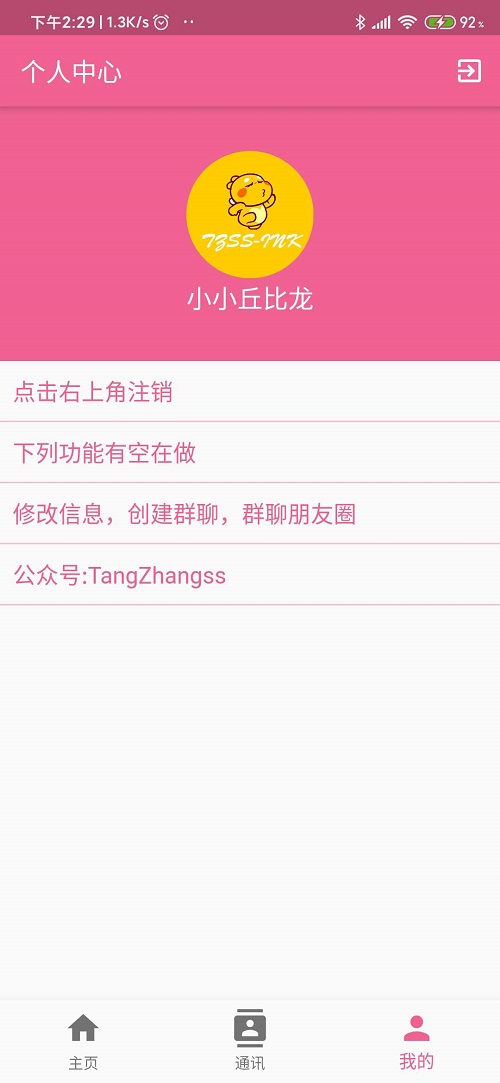 下午2:29 | 1.3K/s
92%
个人中心
TZSS-INK
小小丘比龙
点击右上角注销
下列功能有空在做
修改信息，创建群聊，群聊朋友圈
公众号:TangZhangss
主页
通讯
我的